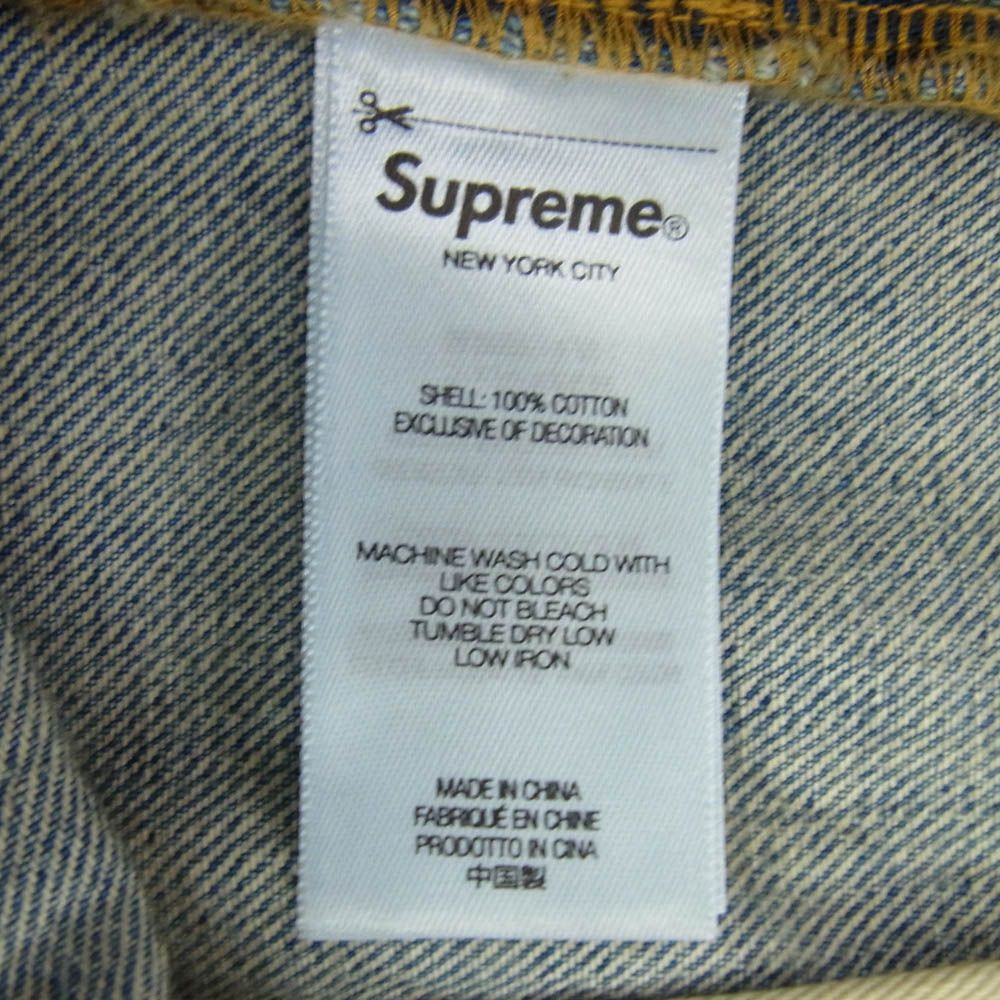 Supreme®
NEW YORK CITY
SHELL: 100% COTTON
EXCLUSIVE OF DECORATION
MACHINE WASH COLD WITH
LIKE COLORS
DO NOT BLEACH
TUMBLE DRY LOW
LOW IRON
MADE IN CHINA
FABRIQUÉ EN CHINE
PRODOTTO IN CINA
中国製